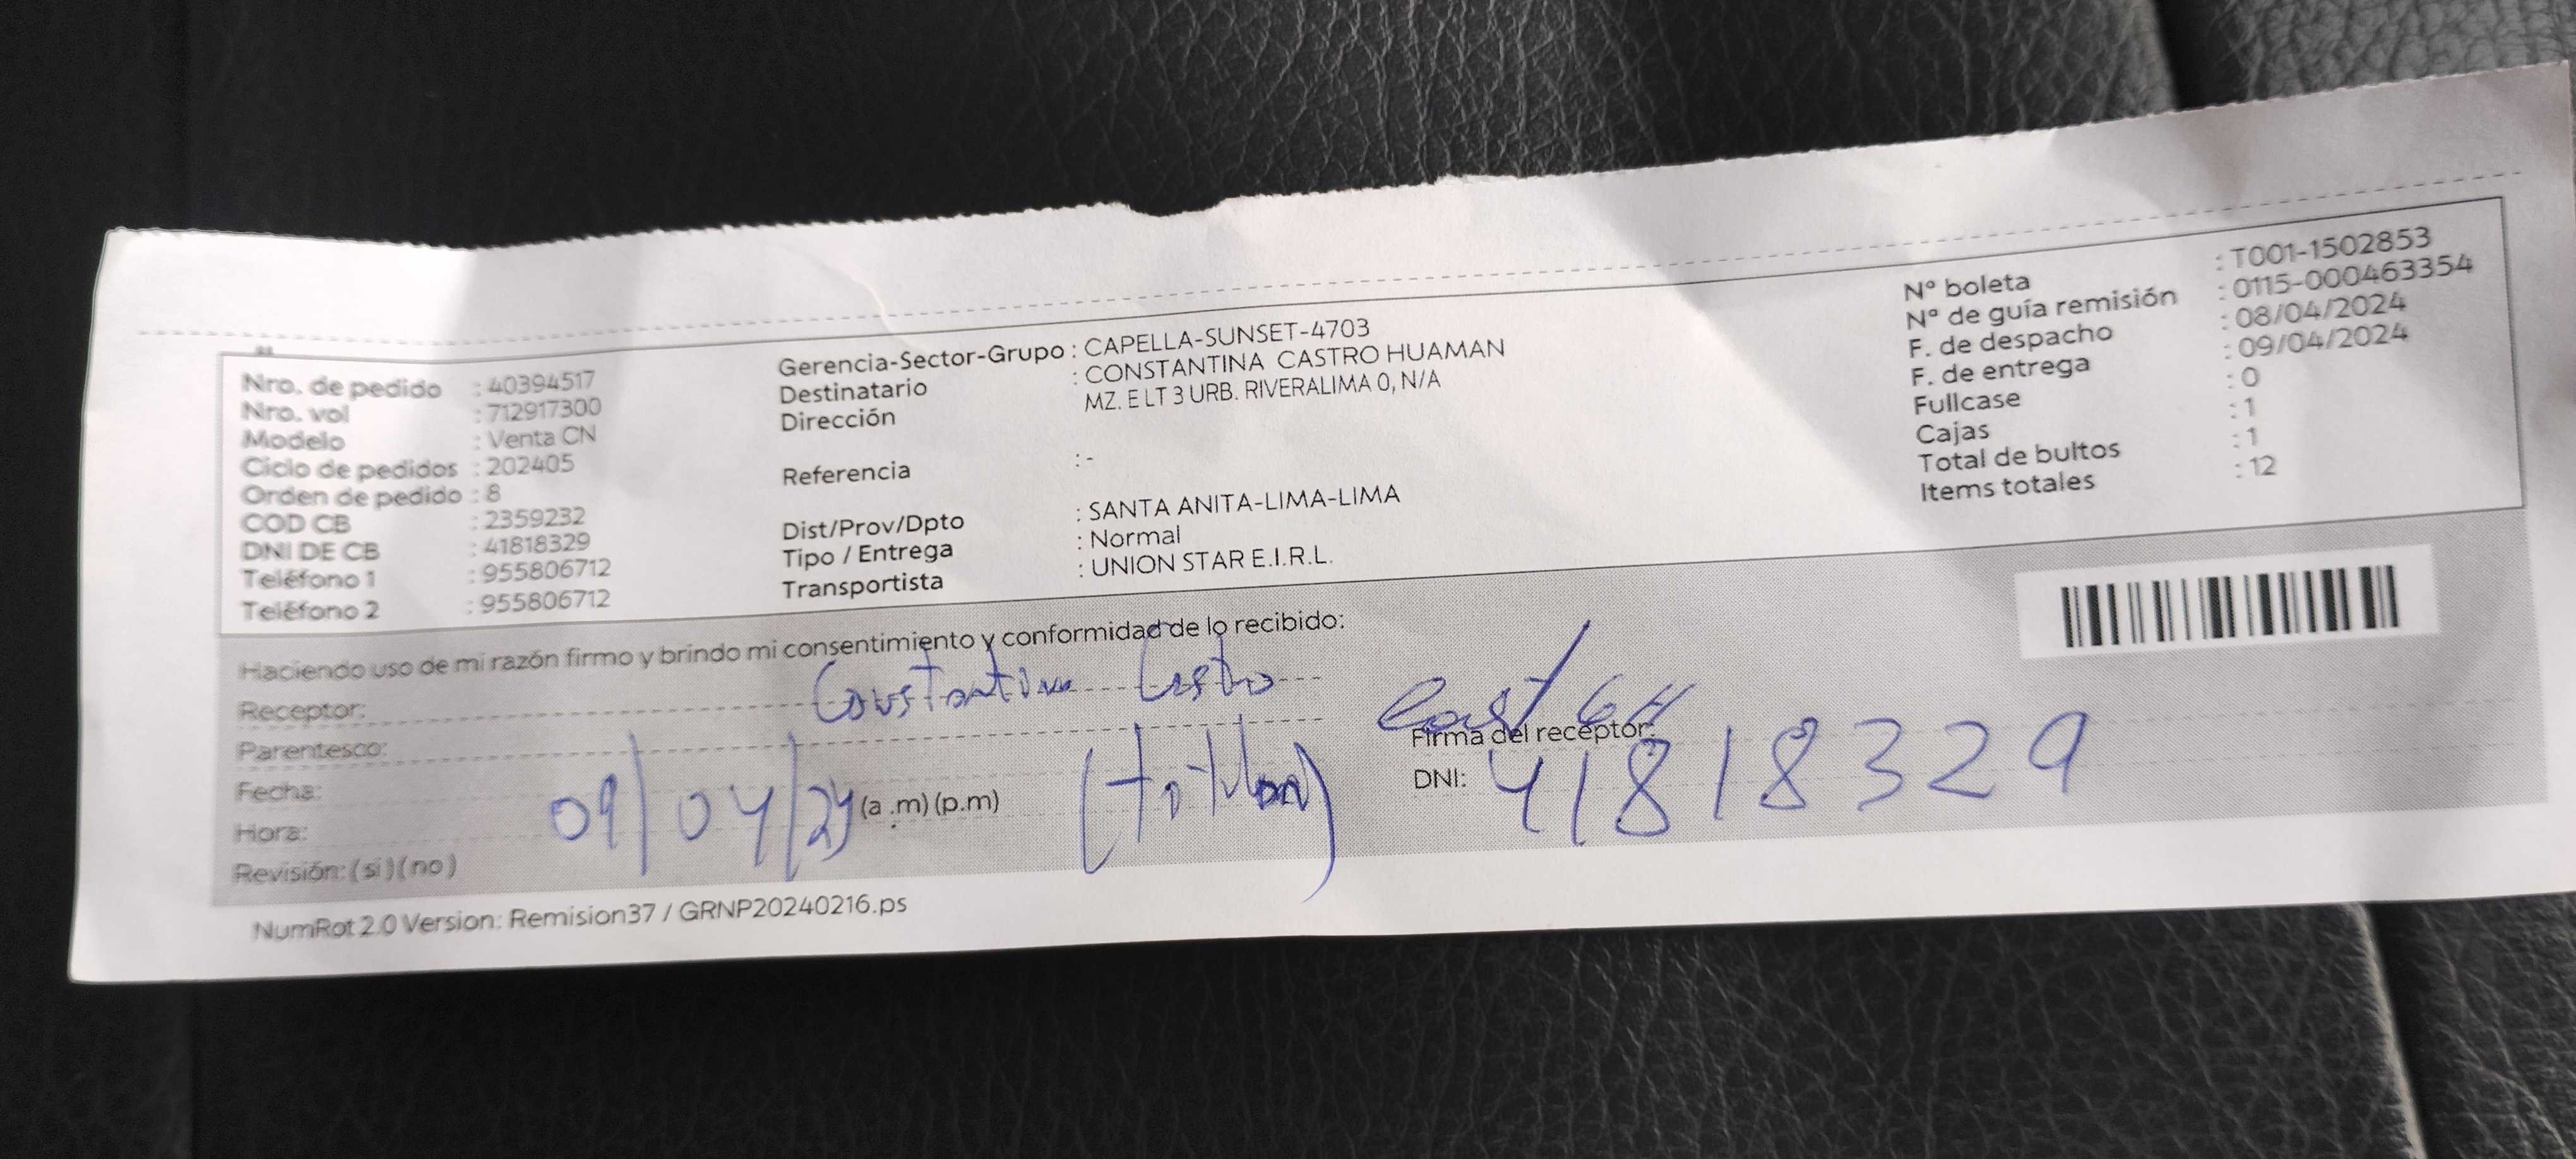 Nro. de pedido : 40394517
Nro. vol : 712917300
Modelo : Venta CN
Ciclo de pedidos : 202405
Orden de pedido : 8
COD CB : 2359232
DNI DE CB : 41818329
Teléfono 1 : 955806712
Teléfono 2 : 955806712
Gerencia-Sector-Grupo : CAPELLA-SUNSET-4703
Destinatario : CONSTANTINA CASTRO HUAMAN
Dirección MZ. E LT 3 URB. RIVERALIMA 0, N/A
Referencia : -
Dist/Prov/Dpto : SANTA ANITA-LIMA-LIMA
Tipo / Entrega : Normal
Transportista : UNION STAR E.I.R.L.
N° boleta : T001-1502853
N° de guía remisión : 0115-000463354
F. de despacho : 08/04/2024
F. de entrega : 09/04/2024
Fullcase : 0
Cajas : 1
Total de bultos : 1
Items totales : 12
Haciendo uso de mi razón firmo y brindo mi consentimiento y conformidad de lo recibido:
Receptor: Constantina Castro
Parentesco:
Fecha: 09/04/24
Hora: (a .m) (p.m)
Revisión: (si) (no)
Firma del receptor:
DNI: 41818329
NumRot 2.0 Version: Remision37 / GRNP20240216.ps